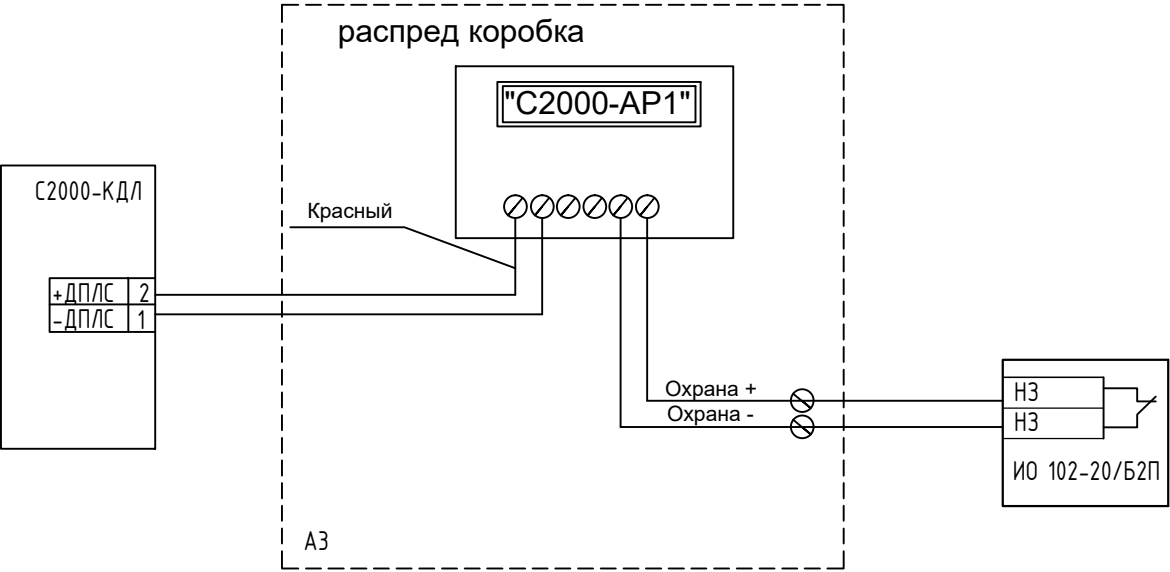 распред коробка
"С2000-АР1"
С2000-КДЛ
Красный
+ДПЛС 2
-ДПЛС 1
Охрана +
Охрана -
НЗ
НЗ
ИО 102-20/Б2П
А3